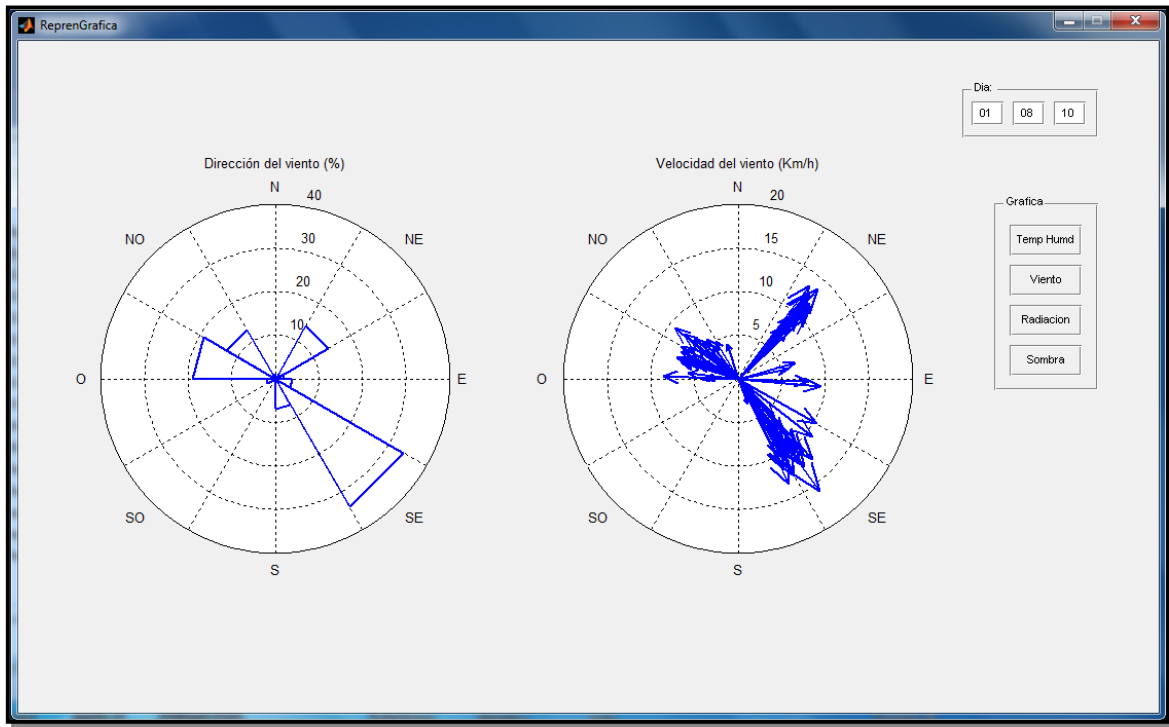 ReprenGrafica
Dia:
01 08 10
Dirección del viento (%)
N
40
30
20
10
NO
NE
O
E
SO
SE
S
Velocidad del viento (Km/h)
N
20
15
10
5
NO
NE
O
E
SO
SE
S
Grafica
Temp Humd
Viento
Radiacion
Sombra